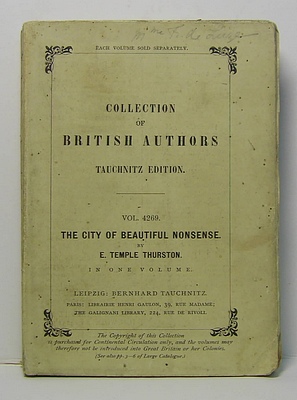 EACH VOLUME SOLD SEPARATELY.
COLLECTION
OF
BRITISH AUTHORS
TAUCHNITZ EDITION.
VOL. 4269.
THE CITY OF BEAUTIFUL NONSENSE.
BY
E. TEMPLE THURSTON.
IN ONE VOLUME.
LEIPZIG: BERNHARD TAUCHNITZ.
PARIS: LIBRAIRIE HENRI GAULON, 39, RUE MADAME;
THE GALIGNANI LIBRARY, 224, RUE DE RIVOLI.
The Copyright of this Collection
is purchased for Continental Circulation only, and the volumes may
therefore not be introduced into Great Britain or her Colonies.
(See also pp. 3–6 of Large Catalogue.)